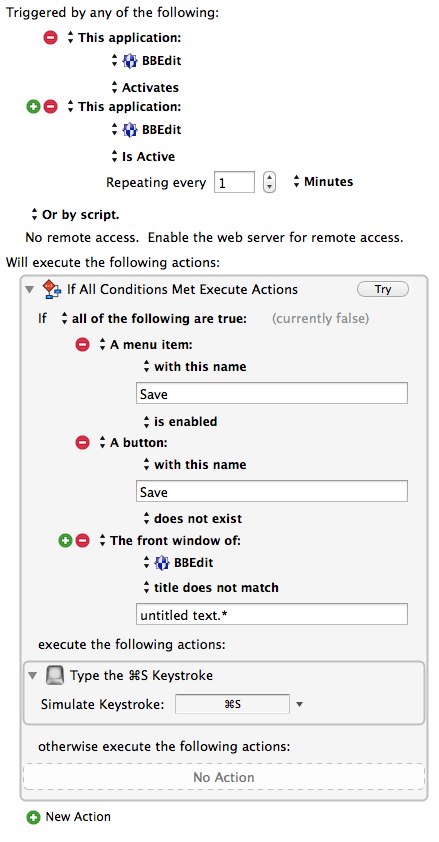 Triggered by any of the following:
This application:
BBEdit
Activates
This application:
BBEdit
Is Active
Repeating every 1 Minutes
Or by script.
No remote access. Enable the web server for remote access.
Will execute the following actions:
If All Conditions Met Execute Actions Try
If all of the following are true: (currently false)
A menu item:
with this name
Save
is enabled
A button:
with this name
Save
does not exist
The front window of:
BBEdit
title does not match
untitled text.*
execute the following actions:
Type the ⌘S Keystroke
Simulate Keystroke: ⌘S
otherwise execute the following actions:
No Action
New Action